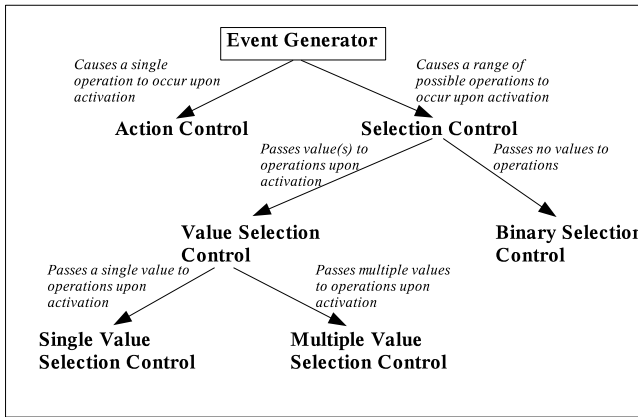 Event Generator
Causes a single
operation to occur upon
activation
Causes a range of
possible operations to
occur upon activation
Action Control
Selection Control
Passes value(s) to
operations upon
activation
Passes no values to
operations
Value Selection
Control
Binary Selection
Control
Passes a single value to
operations upon
activation
Passes multiple values
to operations upon
activation
Single Value
Selection Control
Multiple Value
Selection Control